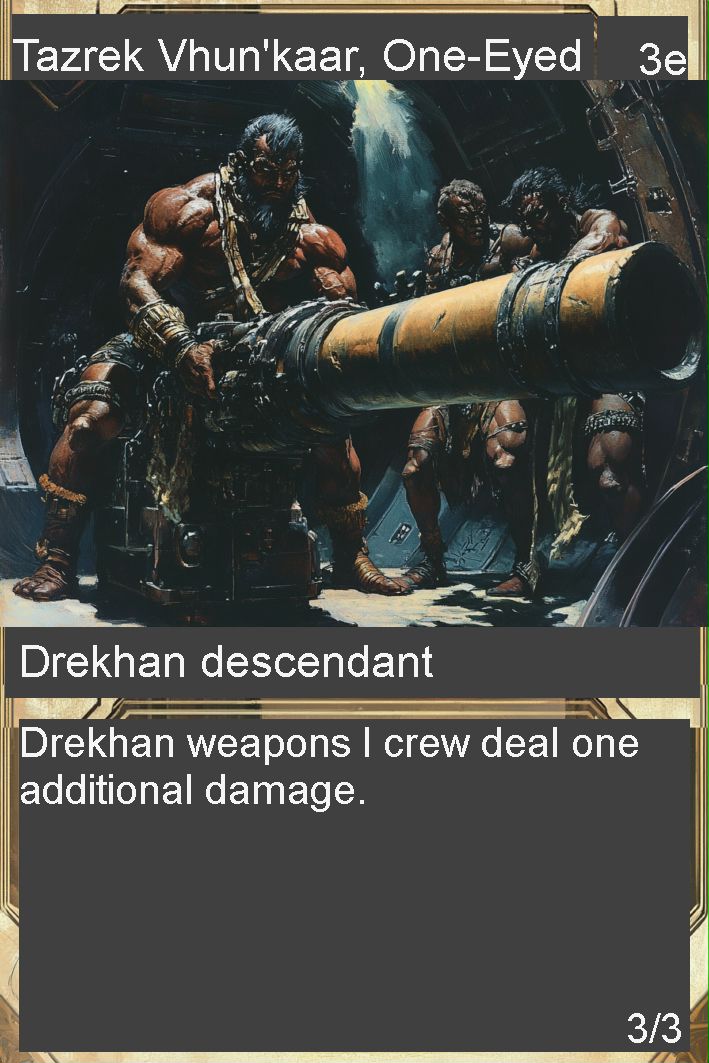 Tazrek Vhun'kaar, One-Eyed
3e
Drekhan descendant
Drekhan weapons I crew deal one
additional damage.
3/3